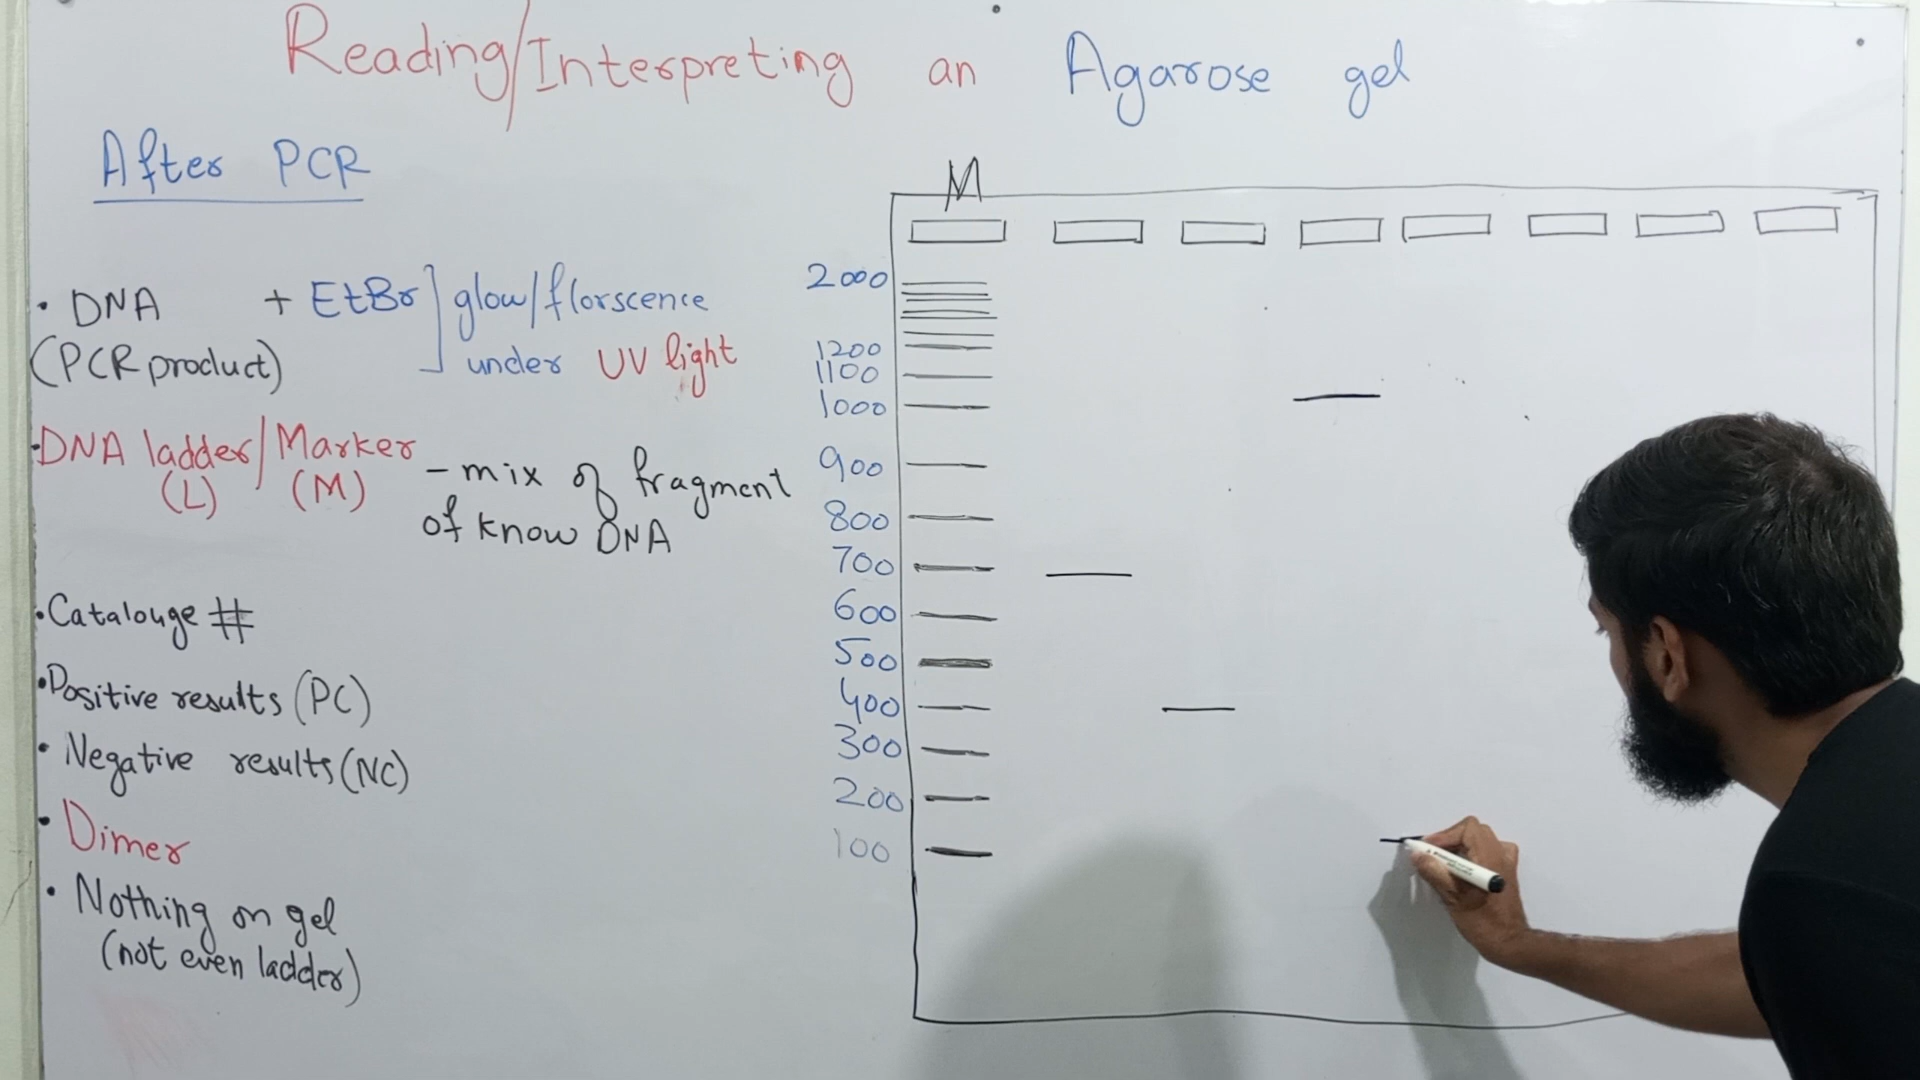 Reading/Interpreting an Agarose gel
After PCR
• DNA + EtBr ] glow/florscence
(PCR product) under UV light
• DNA ladder/Marker
(L) (M)
- mix of fragment
of know DNA
• Catalouge #
• Positive results (PC)
• Negative results (NC)
• Dimer
• Nothing on gel
(not even ladder)
M
2000
1200
1100
1000
900
800
700
600
500
400
300
200
100